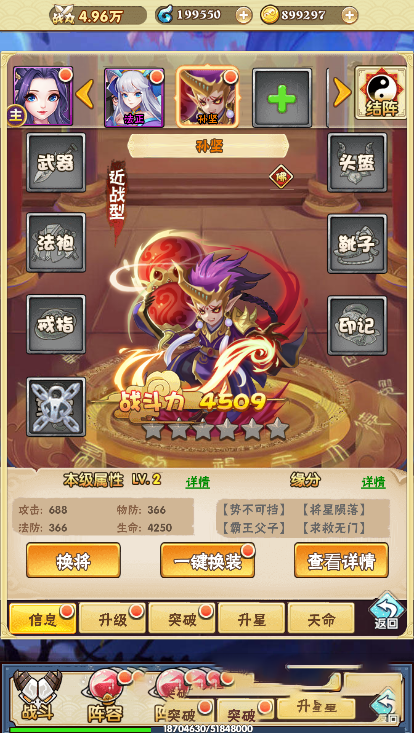 战力 4.96万
199550
899297
主
法正
孙坚
结阵
孙坚
武器
头盔
近战型
佛
法袍
靴子
戒指
印记
战斗力 4509
本级属性 LV.2 详情
缘分 详情
攻击: 688 物防: 366
法防: 366 生命: 4250
【势不可挡】 【将星陨落】
【霸王父子】 【求救无门】
换将
一键换装
查看详情
信息
升级
突破
升星
天命
返回
战斗
阵容
阵
突破
突破
升星
18704630/51848000